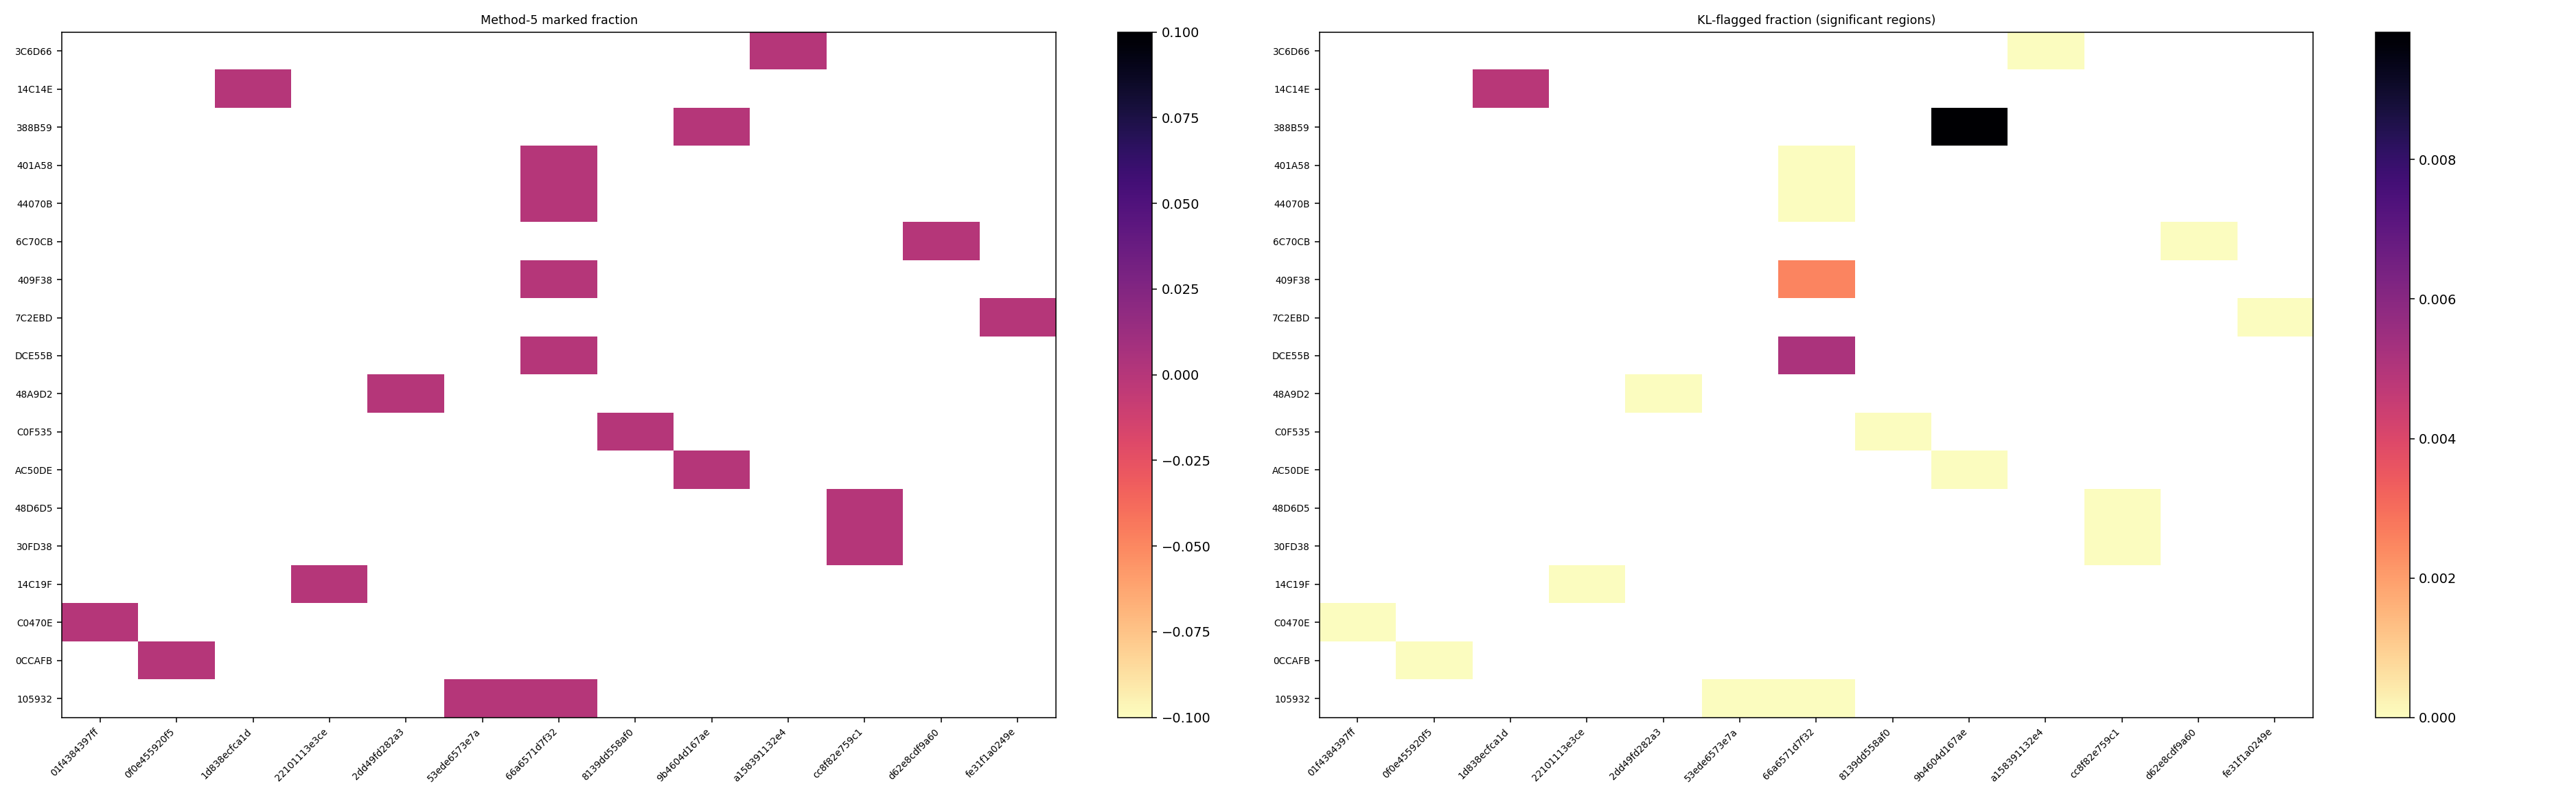 Method-5 marked fraction
3C6D66
14C14E
388B59
401A58
44070B
6C70CB
409F38
7C2EBD
DCE55B
48A9D2
C0F535
AC50DE
48D6D5
30FD38
14C19F
C0470E
0CCAFB
105932
01f4384397ff
0f0e455920f5
1d838ecfca1d
2210113e3ce
2dd49fd282a3
53ede6573e7a
66a6571d7f32
8139dd558af0
9b4604d167ae
a158391132e4
cc8f82e759c1
d62e8cdf9a60
fe31f1a0249e
0.100
0.075
0.050
0.025
0.000
−0.025
−0.050
−0.075
−0.100
KL-flagged fraction (significant regions)
3C6D66
14C14E
388B59
401A58
44070B
6C70CB
409F38
7C2EBD
DCE55B
48A9D2
C0F535
AC50DE
48D6D5
30FD38
14C19F
C0470E
0CCAFB
105932
01f4384397ff
0f0e455920f5
1d838ecfca1d
2210113e3ce
2dd49fd282a3
53ede6573e7a
66a6571d7f32
8139dd558af0
9b4604d167ae
a158391132e4
cc8f82e759c1
d62e8cdf9a60
fe31f1a0249e
0.008
0.006
0.004
0.002
0.000